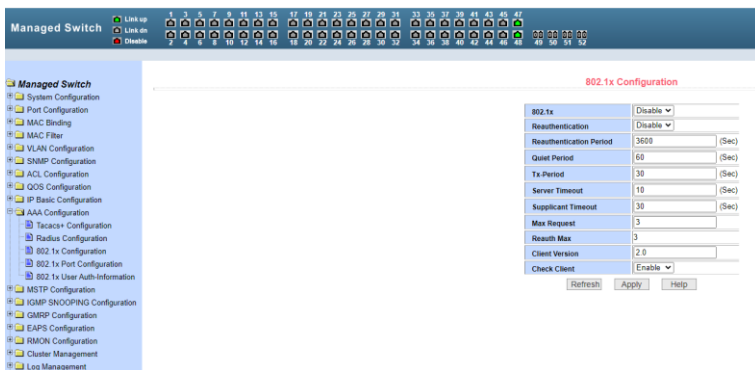 Managed Switch
Link up
Link dn
Disable
1 3 5 7 9 11 13 15 17 19 21 23 25 27 29 31 33 35 37 39 41 43 45 47
2 4 6 8 10 12 14 16 18 20 22 24 26 28 30 32 34 36 38 40 42 44 46 48 49 50 51 52
Managed Switch
System Configuration
Port Configuration
MAC Binding
MAC Filter
VLAN Configuration
SNMP Configuration
ACL Configuration
QOS Configuration
IP Basic Configuration
AAA Configuration
Tacacs+ Configuration
Radius Configuration
802.1x Configuration
802.1x Port Configuration
802.1x User Auth-Information
MSTP Configuration
IGMP SNOOPING Configuration
GMRP Configuration
EAPS Configuration
RMON Configuration
Cluster Management
Log Management
802.1x Configuration
802.1x Disable
Reauthentication Disable
Reauthentication Period 3600 (Sec)
Quiet Period 60 (Sec)
Tx-Period 30 (Sec)
Server Timeout 10 (Sec)
Supplicant Timeout 30 (Sec)
Max Request 3
Reauth Max 3
Client Version 2.0
Check Client Enable
Refresh Apply Help